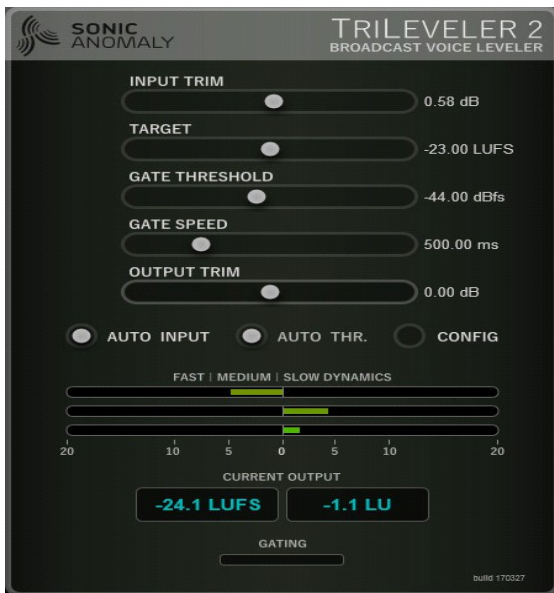 SONIC
ANOMALY
TRILEVELER 2
BROADCAST VOICE LEVELER
INPUT TRIM
0.58 dB
TARGET
-23.00 LUFS
GATE THRESHOLD
-44.00 dBfs
GATE SPEED
500.00 ms
OUTPUT TRIM
0.00 dB
AUTO INPUT AUTO THR. CONFIG
FAST | MEDIUM | SLOW DYNAMICS
20 10 5 0 5 10 20
CURRENT OUTPUT
-24.1 LUFS -1.1 LU
GATING
build 170327